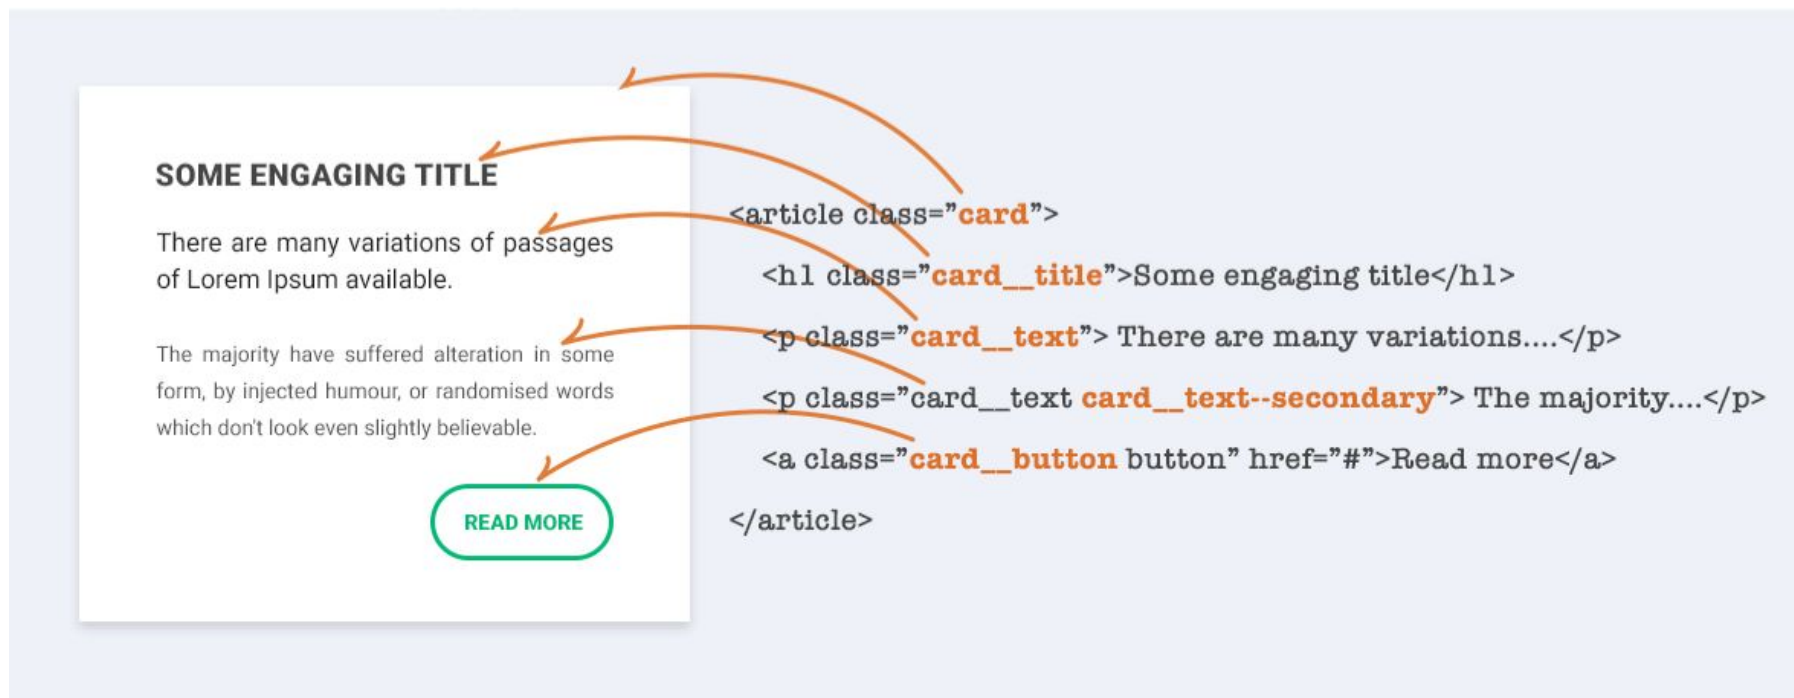 SOME ENGAGING TITLE
There are many variations of passages
of Lorem Ipsum available.
The majority have suffered alteration in some
form, by injected humour, or randomised words
which don't look even slightly believable.
READ MORE
<article class=”card”>
<h1 class=”card__title”>Some engaging title</h1>
<p class=”card__text”> There are many variations....</p>
<p class=”card__text card__text--secondary”> The majority....</p>
<a class=”card__button button” href=”#”>Read more</a>
</article>